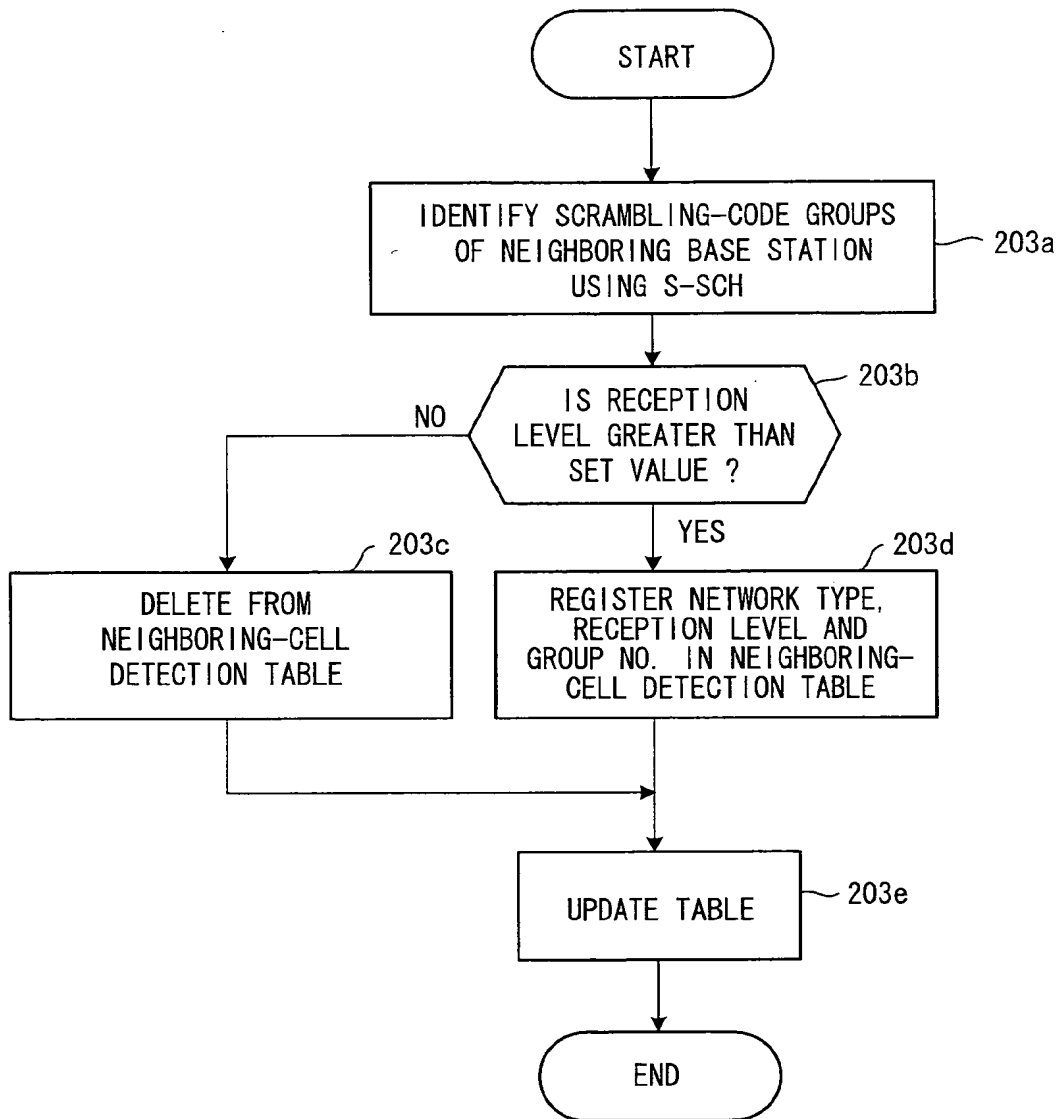 START
IDENTIFY SCRAMBLING-CODE GROUPS
OF NEIGHBORING BASE STATION
USING S-SCH
203a
IS RECEPTION
LEVEL GREATER THAN
SET VALUE ?
203b
NO
YES
203c
DELETE FROM
NEIGHBORING-CELL
DETECTION TABLE
203d
REGISTER NETWORK TYPE,
RECEPTION LEVEL AND
GROUP NO. IN NEIGHBORING-
CELL DETECTION TABLE
UPDATE TABLE
203e
END